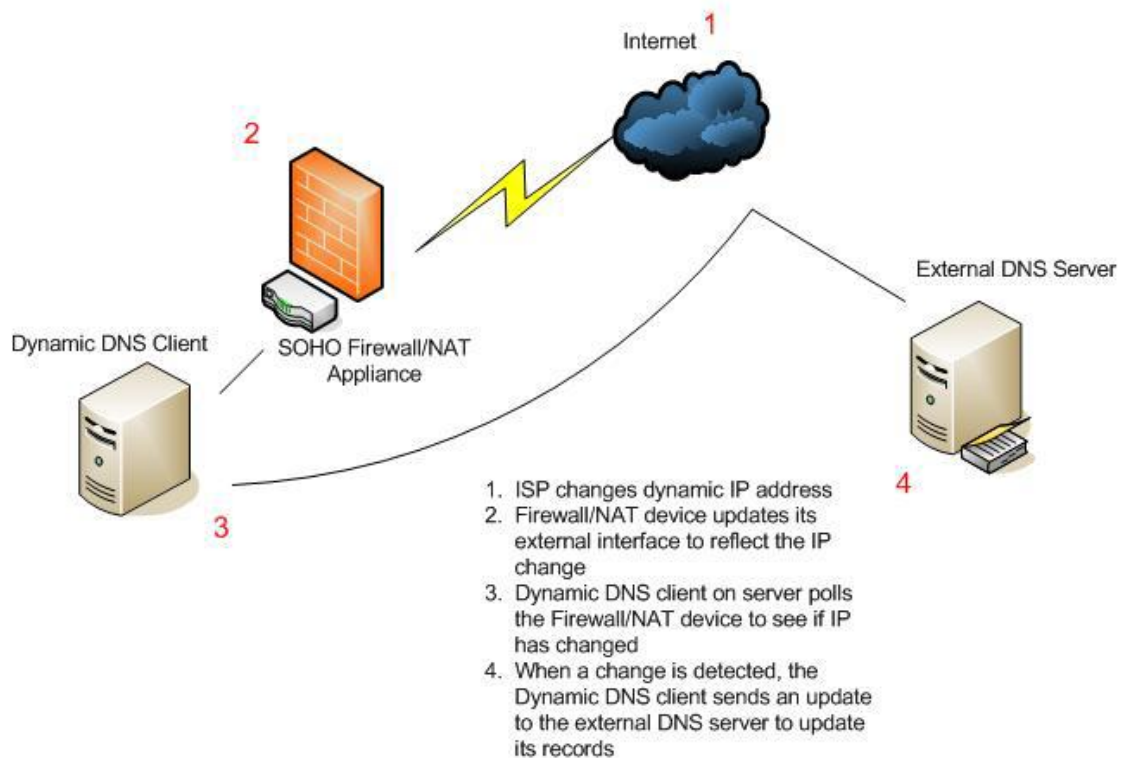 Internet
1
2
External DNS Server
Dynamic DNS Client
SOHO Firewall/NAT
Appliance
3
4
1. ISP changes dynamic IP address
2. Firewall/NAT device updates its
external interface to reflect the IP
change
3. Dynamic DNS client on server polls
the Firewall/NAT device to see if IP
has changed
4. When a change is detected, the
Dynamic DNS client sends an update
to the external DNS server to update
its records